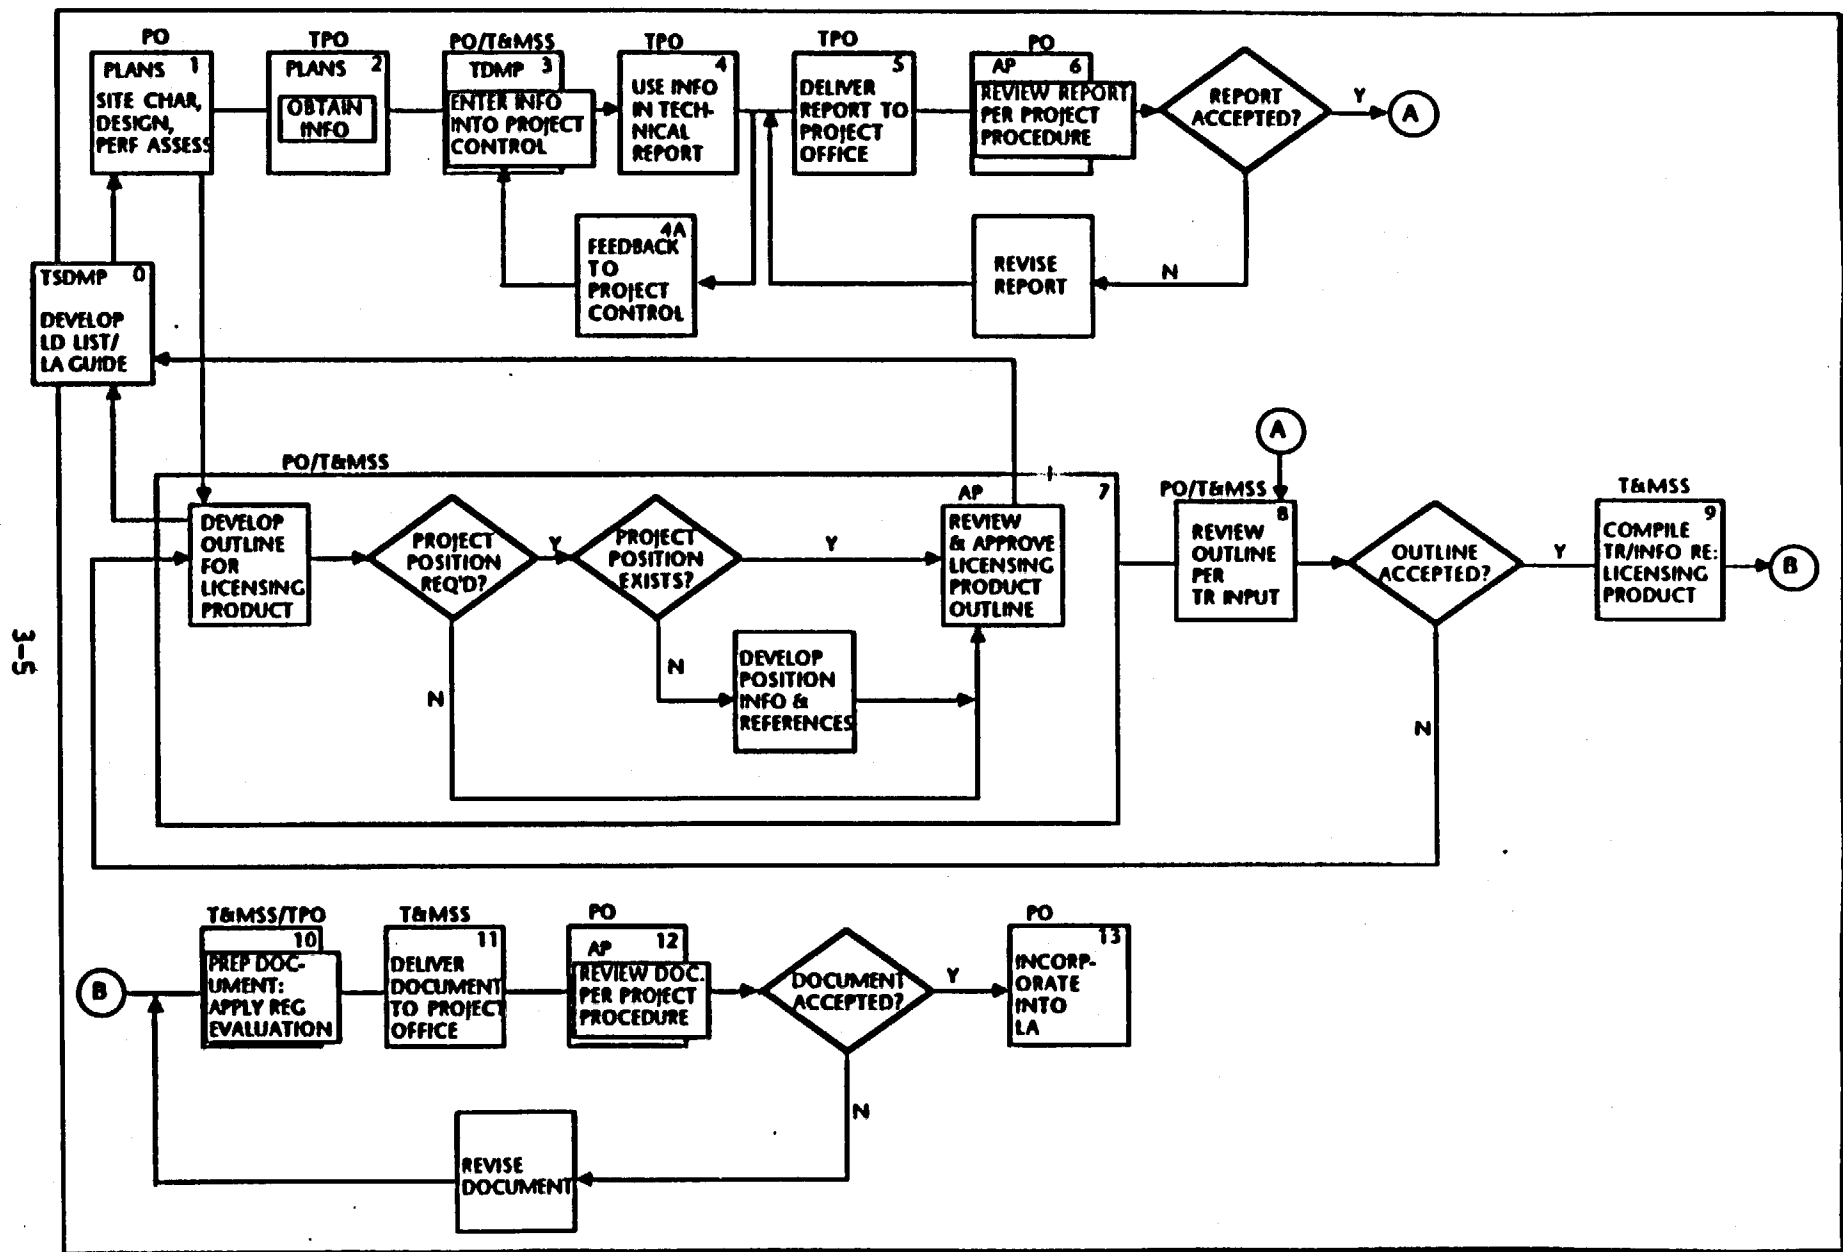 PO
PLANS 1
SITE CHAR,
DESIGN,
PERF ASSESS
TPO
PLANS 2
OBTAIN
INFO
PO/T&MSS
TDMP 3
ENTER INFO
INTO PROJECT
CONTROL
TPO
4
USE INFO
IN TECH-
NICAL
REPORT
TPO
5
DELIVER
REPORT TO
PROJECT
OFFICE
PO
AP 6
REVIEW REPORT
PER PROJECT
PROCEDURE
REPORT
ACCEPTED?
Y
A
4A
FEEDBACK
TO
PROJECT
CONTROL
REVISE
REPORT
N
TSDMP 0
DEVELOP
LD LIST/
LA GUIDE
PO/T&MSS
7
DEVELOP
OUTLINE
FOR
LICENSING
PRODUCT
PROJECT
POSITION
REQ'D?
Y
PROJECT
POSITION
EXISTS?
Y
AP
REVIEW
& APPROVE
LICENSING
PRODUCT
OUTLINE
N
DEVELOP
POSITION
INFO &
REFERENCES
N
A
PO/T&MSS
8
REVIEW
OUTLINE
PER
TR INPUT
OUTLINE
ACCEPTED?
Y
T&MSS
9
COMPILE
TR/INFO RE:
LICENSING
PRODUCT
B
N
3-5
B
T&MSS/TPO
10
PREP DOC-
UMENT:
APPLY REG
EVALUATION
T&MSS
11
DELIVER
DOCUMENT
TO PROJECT
OFFICE
PO
12
AP
REVIEW DOC.
PER PROJECT
PROCEDURE
DOCUMENT
ACCEPTED?
Y
PO
13
INCORP-
ORATE
INTO
LA
N
REVISE
DOCUMENT